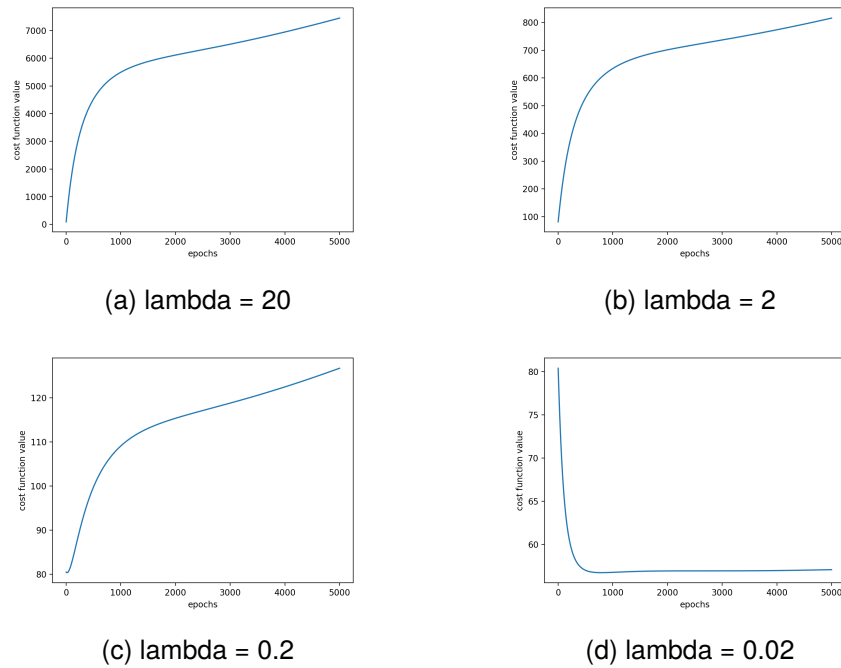 7000
6000
5000
4000
3000
2000
1000
0
cost function value
0 1000 2000 3000 4000 5000
epochs
(a) lambda = 20
800
700
600
500
400
300
200
100
cost function value
0 1000 2000 3000 4000 5000
epochs
(b) lambda = 2
120
110
100
90
80
cost function value
0 1000 2000 3000 4000 5000
epochs
(c) lambda = 0.2
80
75
70
65
60
cost function value
0 1000 2000 3000 4000 5000
epochs
(d) lambda = 0.02